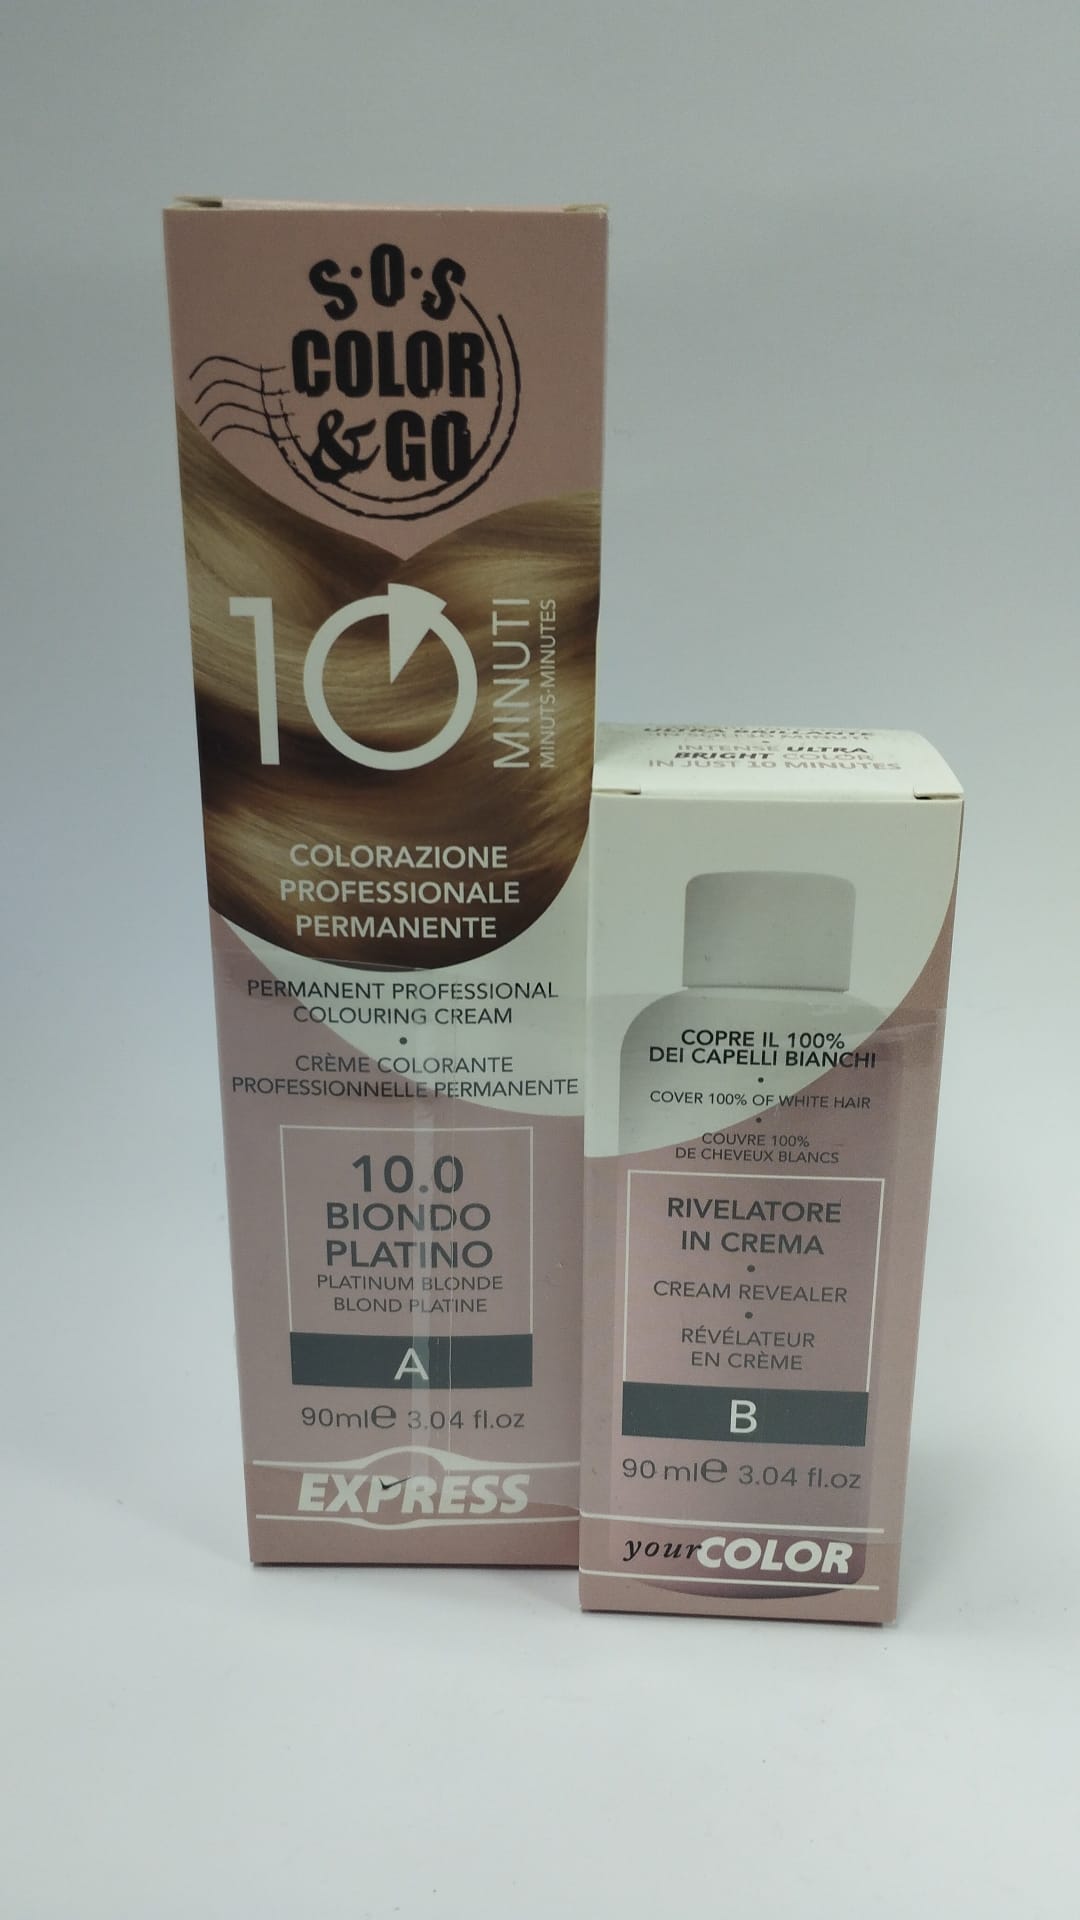 S·O·S
COLOR
& GO
10
MINUTI
MINUTS-MINUTES
COLORAZIONE
PROFESSIONALE
PERMANENTE
PERMANENT PROFESSIONAL
COLOURING CREAM
•
CRÈME COLORANTE
PROFESSIONNELLE PERMANENTE
10.0
BIONDO
PLATINO
PLATINUM BLONDE
BLOND PLATINE
A
90ml℮ 3.04 fl.oz
EXPRESS
ULTRA BRILLANTE
MINUTI
•
INTENSE ULTRA
BRIGHT COLOR
IN JUST 10 MINUTES
COPRE IL 100%
DEI CAPELLI BIANCHI
•
COVER 100% OF WHITE HAIR
•
COUVRE 100%
DE CHEVEUX BLANCS
RIVELATORE
IN CREMA
•
CREAM REVEALER
•
RÉVÉLATEUR
EN CRÈME
B
90 ml℮ 3.04 fl.oz
yourCOLOR